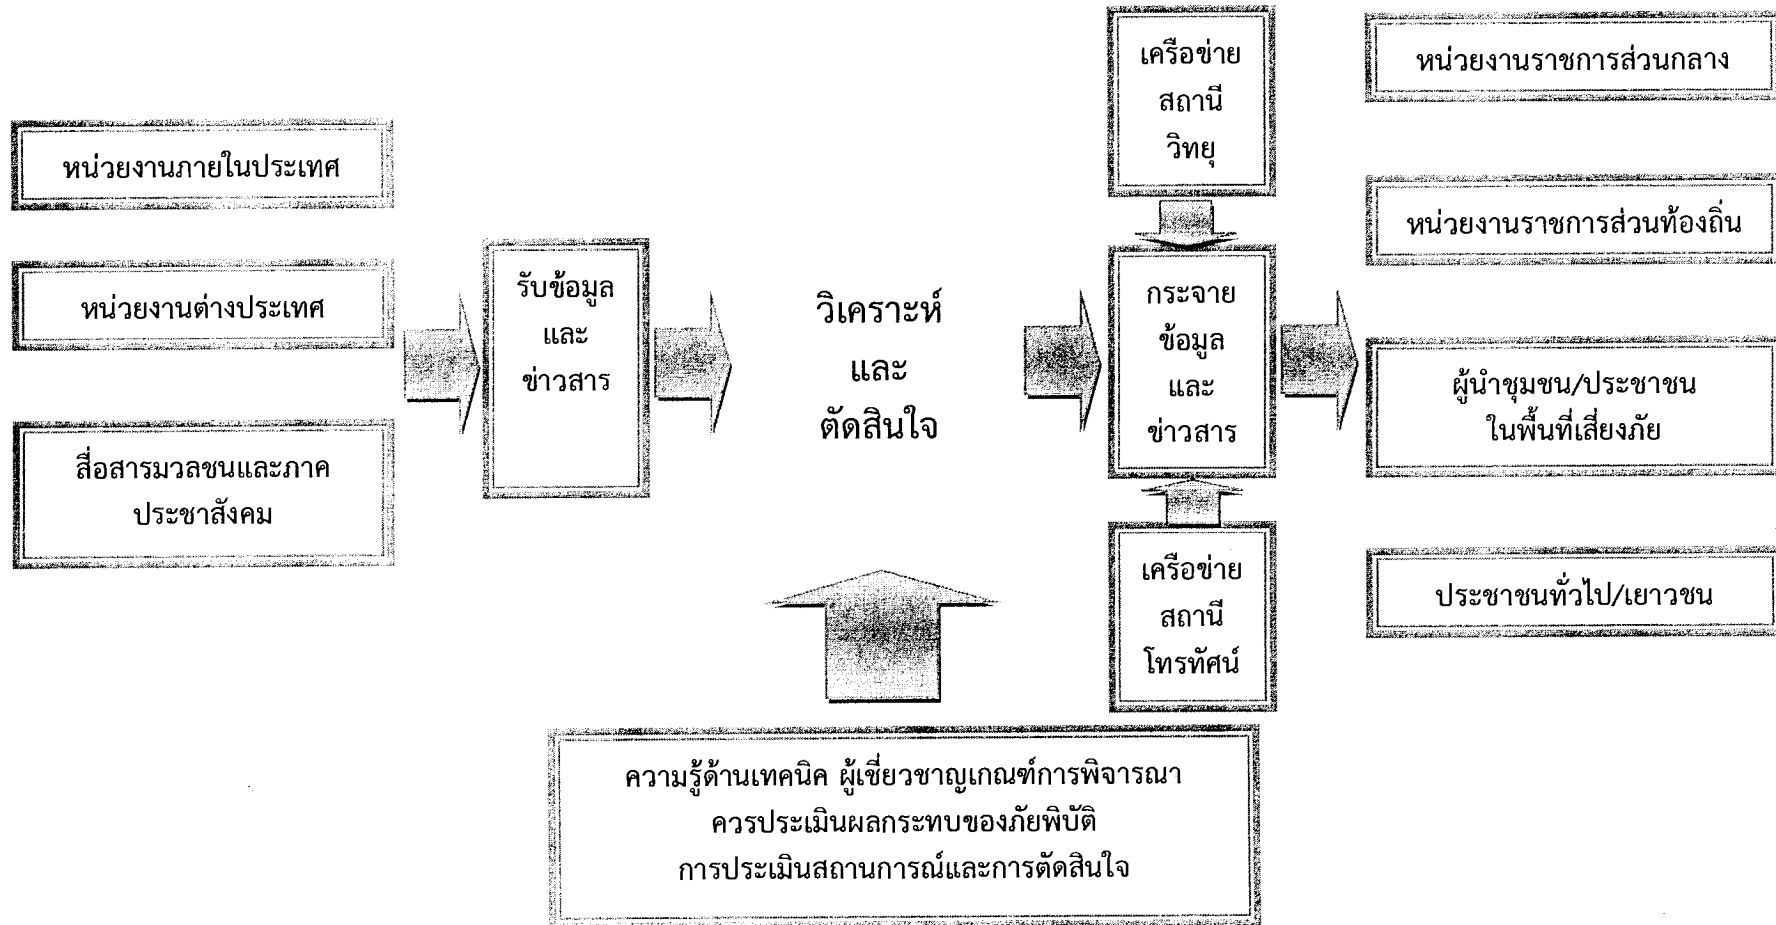 หน่วยงานภายในประเทศ
หน่วยงานต่างประเทศ
สื่อสารมวลชนและภาค
ประชาสังคม
รับข้อมูล
และ
ข่าวสาร
วิเคราะห์
และ
ตัดสินใจ
ความรู้ด้านเทคนิค ผู้เชี่ยวชาญเกณฑ์การพิจารณา
ควรประเมินผลกระทบของภัยพิบัติ
การประเมินสถานการณ์และการตัดสินใจ
เครือข่าย
สถานี
วิทยุ
กระจาย
ข้อมูล
และ
ข่าวสาร
เครือข่าย
สถานี
โทรทัศน์
หน่วยงานราชการส่วนกลาง
หน่วยงานราชการส่วนท้องถิ่น
ผู้นำชุมชน/ประชาชน
ในพื้นที่เสี่ยงภัย
ประชาชนทั่วไป/เยาวชน